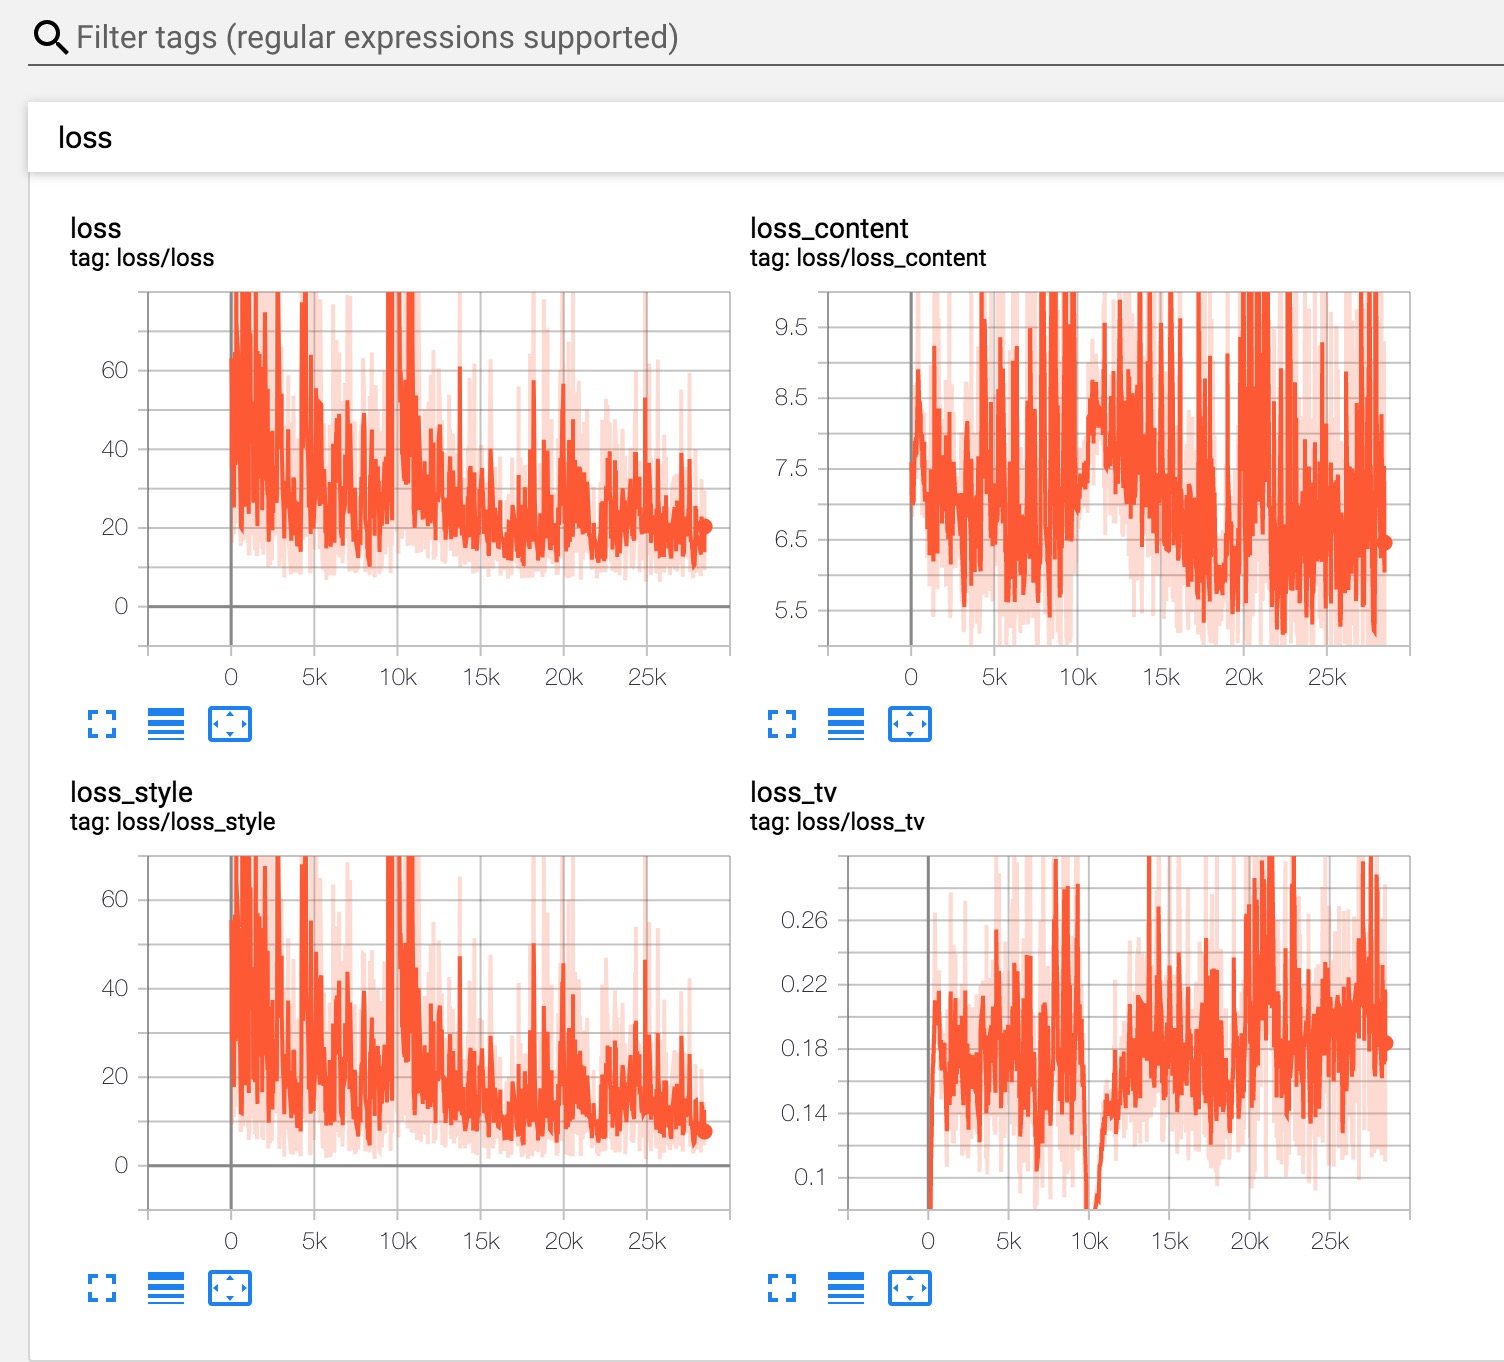 Filter tags (regular expressions supported)
loss
loss
tag: loss/loss
60
40
20
0
0 5k 10k 15k 20k 25k
loss_content
tag: loss/loss_content
9.5
8.5
7.5
6.5
5.5
0 5k 10k 15k 20k 25k
loss_style
tag: loss/loss_style
60
40
20
0
0 5k 10k 15k 20k 25k
loss_tv
tag: loss/loss_tv
0.26
0.22
0.18
0.14
0.1
0 5k 10k 15k 20k 25k